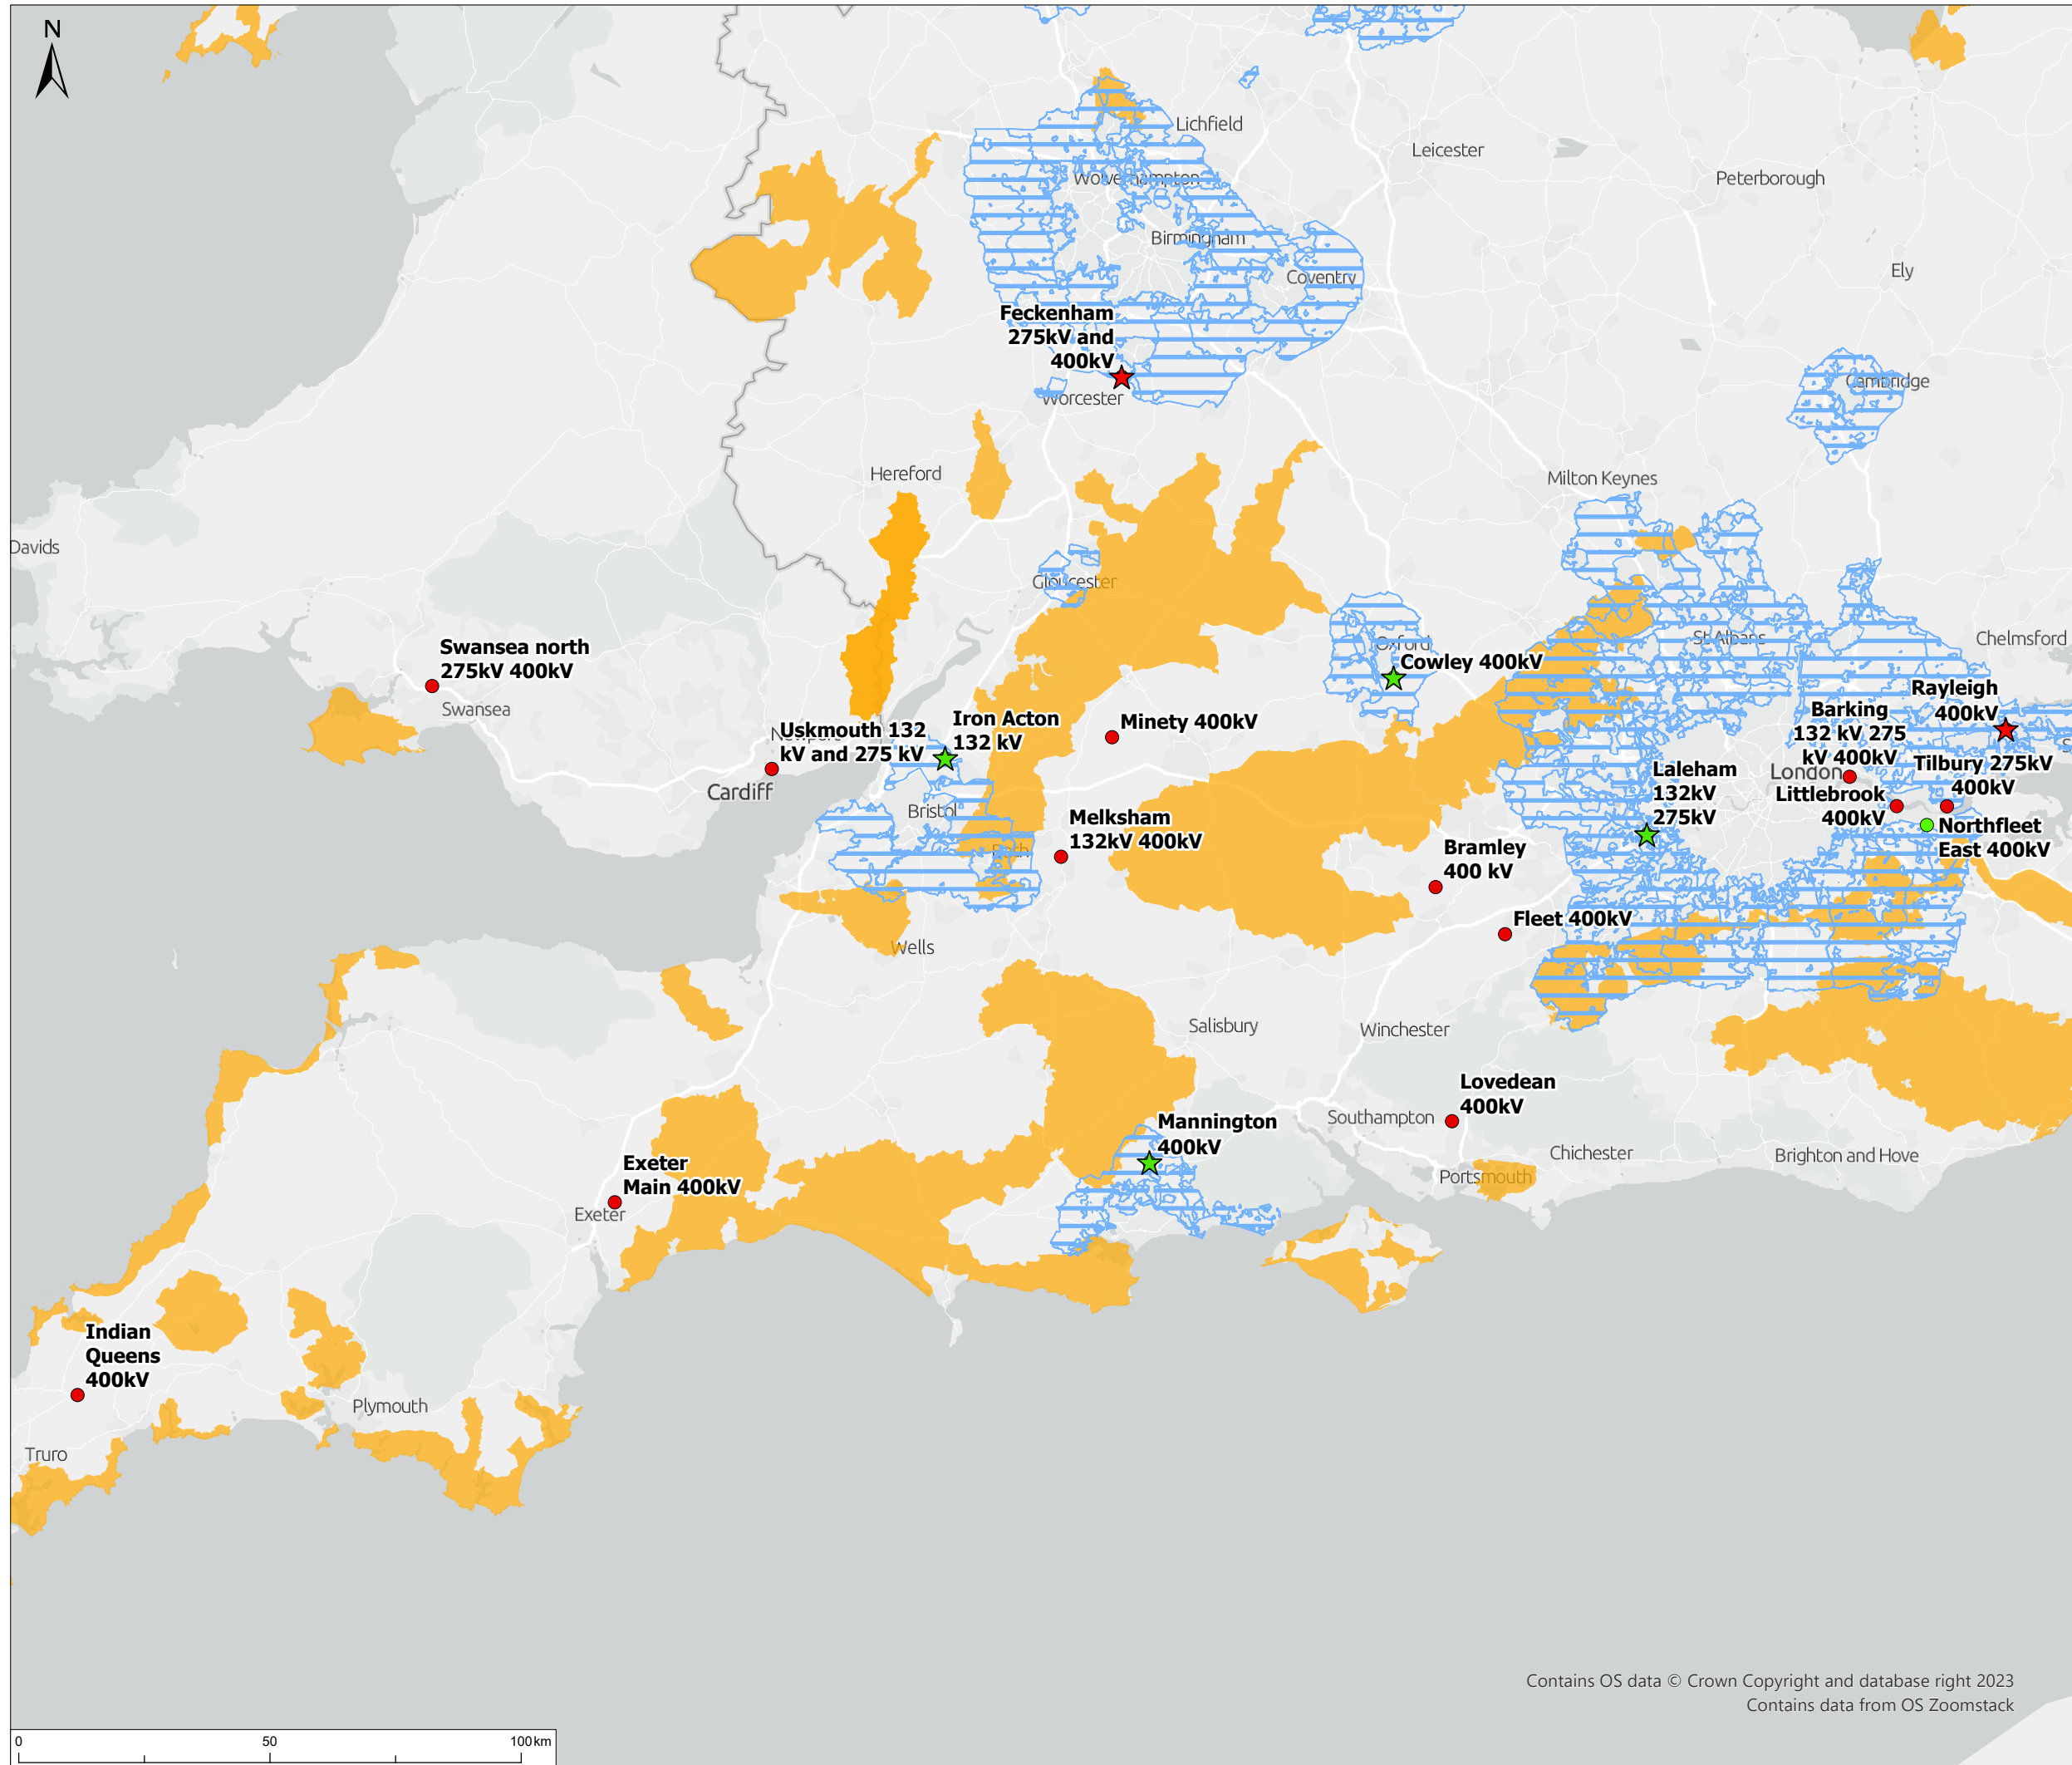 N
Lichfield
Leicester
Wolverhampton
Peterborough
Birmingham
Coventry
Ely
Feckenham
275kV and
400kV
Worcester
Cambridge
Hereford
Milton Keynes
Davids
Gloucester
Oxford
St Albans
Chelmsford
Swansea north
275kV 400kV
Swansea
Cowley 400kV
Rayleigh
400kV
Barking
132 kV 275
kV 400kV
Uskmouth 132
kV and 275 kV
Newport
Iron Acton
132 kV
Minety 400kV
Cardiff
London
Tilbury 275kV
400kV
Laleham
132kV
275kV
Littlebrook
400kV
Bristol
Melksham
132kV 400kV
Northfleet
East 400kV
Bath
Bramley
400 kV
Fleet 400kV
Wells
Salisbury
Winchester
Lovedean
400kV
Southampton
Mannington
400kV
Chichester
Brighton and Hove
Portsmouth
Exeter
Main 400kV
Exeter
Indian
Queens
400kV
Plymouth
Truro
Contains OS data © Crown Copyright and database right 2023
Contains data from OS Zoomstack
0 50 100km